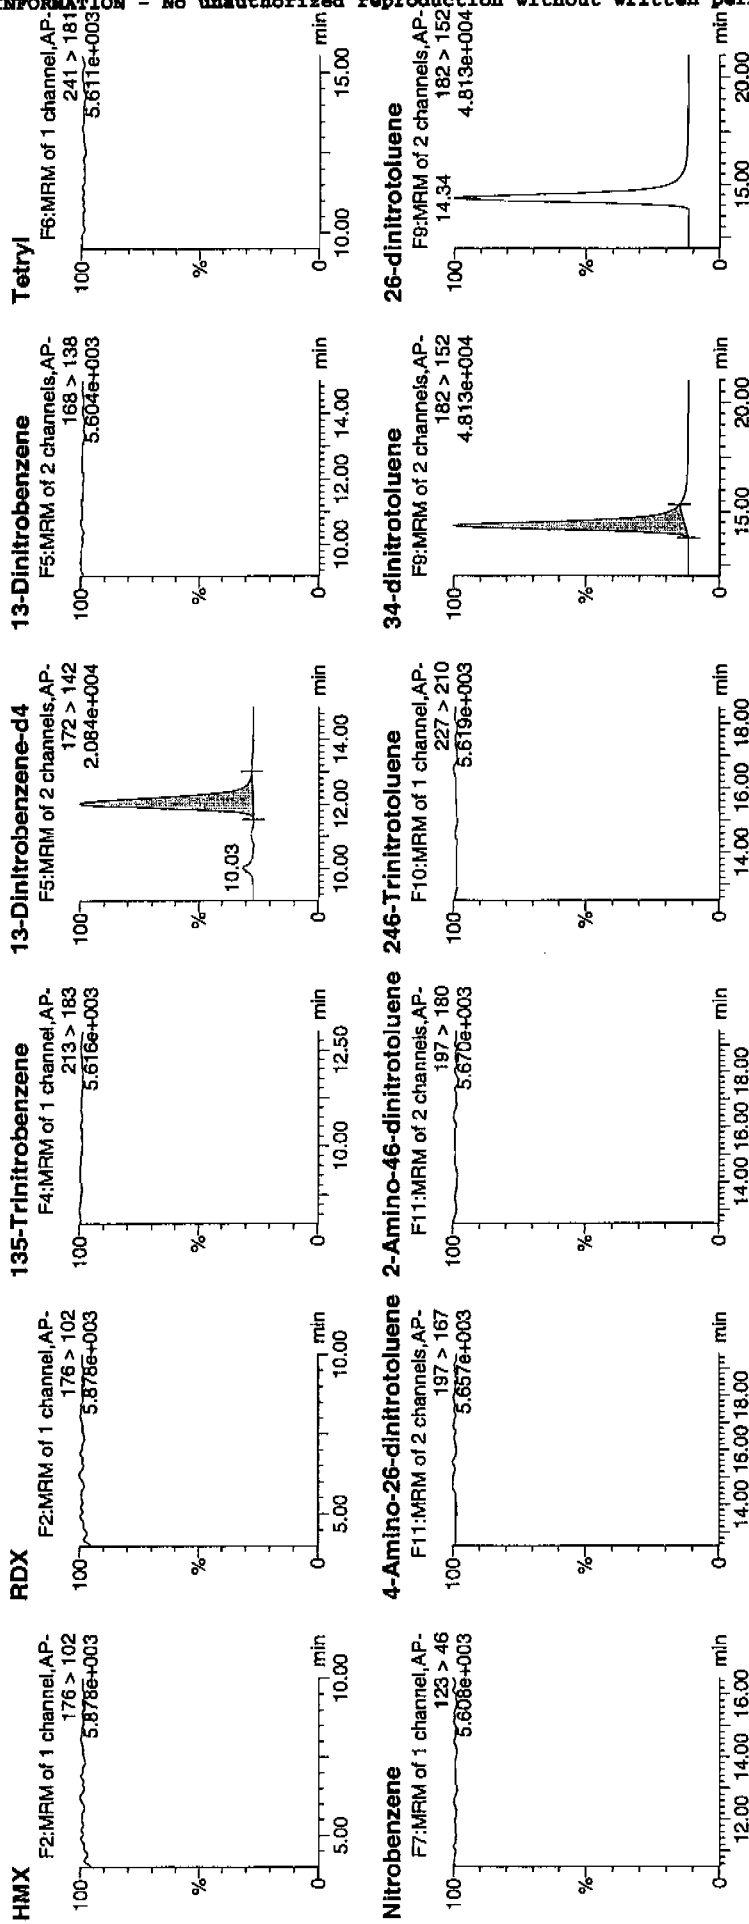 INFORMATION - No unauthorized reproduction without written
HMX
F2:MRM of 1 channel,AP-
176 > 102
5.878e+003
100
%
0
5.00
10.00
min
RDX
F2:MRM of 1 channel,AP-
176 > 102
5.878e+003
100
%
0
5.00
10.00
min
135-Trinitrobenzene
F4:MRM of 1 channel,AP-
213 > 183
5.616e+003
100
%
0
10.00
12.50
min
13-Dinitrobenzene-d4
F5:MRM of 2 channels,AP-
172 > 142
2.084e+004
100
10.03
%
0
10.00
12.00
14.00
min
13-Dinitrobenzene
F5:MRM of 2 channels,AP-
168 > 138
5.604e+003
100
%
0
10.00
12.00
14.00
min
Tetryl
F6:MRM of 1 channel,AP-
241 > 181
5.611e+003
100
%
0
10.00
15.00
min
Nitrobenzene
F7:MRM of 1 channel,AP-
123 > 46
5.608e+003
100
%
0
12.00
14.00
16.00
min
4-Amino-26-dinitrotoluene
F11:MRM of 2 channels,AP-
197 > 167
5.657e+003
100
%
0
14.00
16.00
18.00
min
2-Amino-46-dinitrotoluene
F11:MRM of 2 channels,AP-
197 > 180
5.670e+003
100
%
0
14.00
16.00
18.00
min
246-Trinitrotoluene
F10:MRM of 1 channel,AP-
227 > 210
5.619e+003
100
%
0
14.00
16.00
18.00
min
34-dinitrotoluene
F9:MRM of 2 channels,AP-
182 > 152
4.813e+004
100
%
0
15.00
20.00
min
26-dinitrotoluene
F9:MRM of 2 channels,AP-
182 > 152
4.813e+004
100
14.34
%
0
15.00
20.00
min